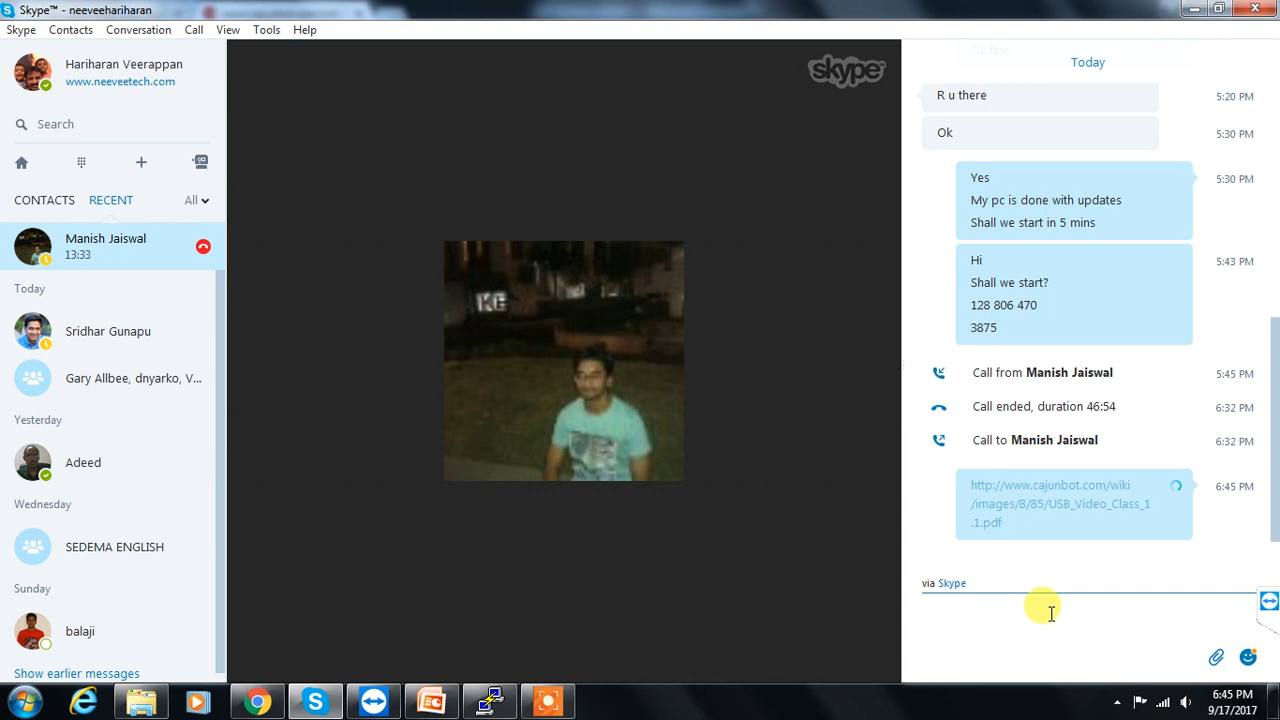 Skype™ - neeveehariharan
Skype Contacts Conversation Call View Tools Help
Hariharan Veerappan
www.neeveetech.com
Search
CONTACTS RECENT All
Manish Jaiswal
13:33
Today
Sridhar Gunapu
Gary Allbee, dnyarko, V...
Yesterday
Adeed
Wednesday
SEDEMA ENGLISH
Sunday
balaji
Show earlier messages
skype
KE
Ok fine
Today
R u there 5:20 PM
Ok 5:30 PM
Yes 5:30 PM
My pc is done with updates
Shall we start in 5 mins
Hi 5:43 PM
Shall we start?
128 806 470
3875
Call from Manish Jaiswal 5:45 PM
Call ended, duration 46:54 6:32 PM
Call to Manish Jaiswal 6:32 PM
http://www.cajunbot.com/wiki 6:45 PM
/images/8/85/USB_Video_Class_1
.1.pdf
via Skype
6:45 PM
9/17/2017